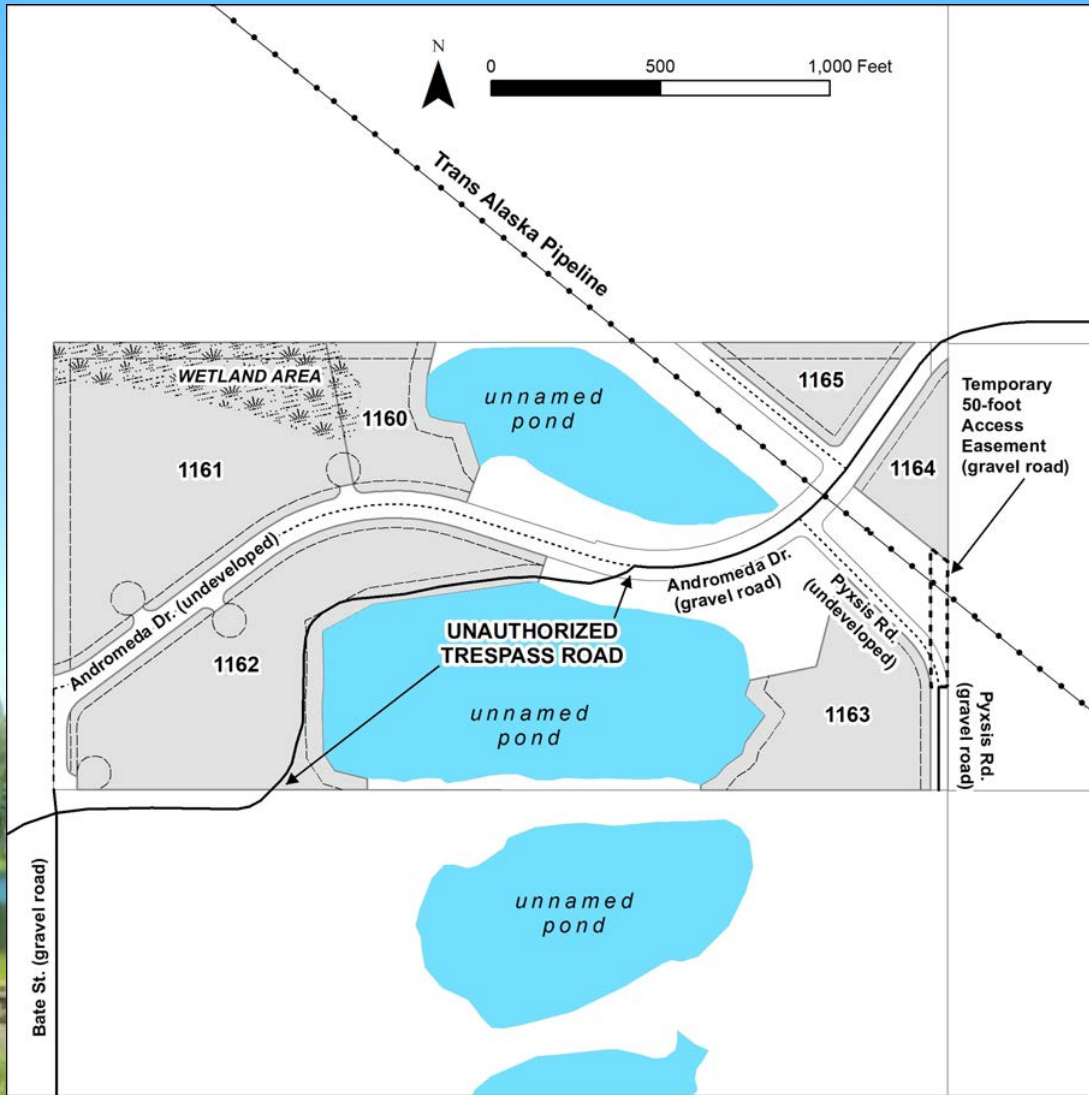 N
0 500 1,000 Feet
Trans Alaska Pipeline
WETLAND AREA
1160
1161
unnamed
pond
1165
1164
Temporary
50-foot
Access
Easement
(gravel road)
Andromeda Dr. (undeveloped)
Andromeda Dr.
(gravel road)
Pyxsis Rd.
(undeveloped)
UNAUTHORIZED
TRESPASS ROAD
1162
unnamed
pond
1163
Pyxsis Rd.
(gravel road)
Bate St. (gravel road)
unnamed
pond